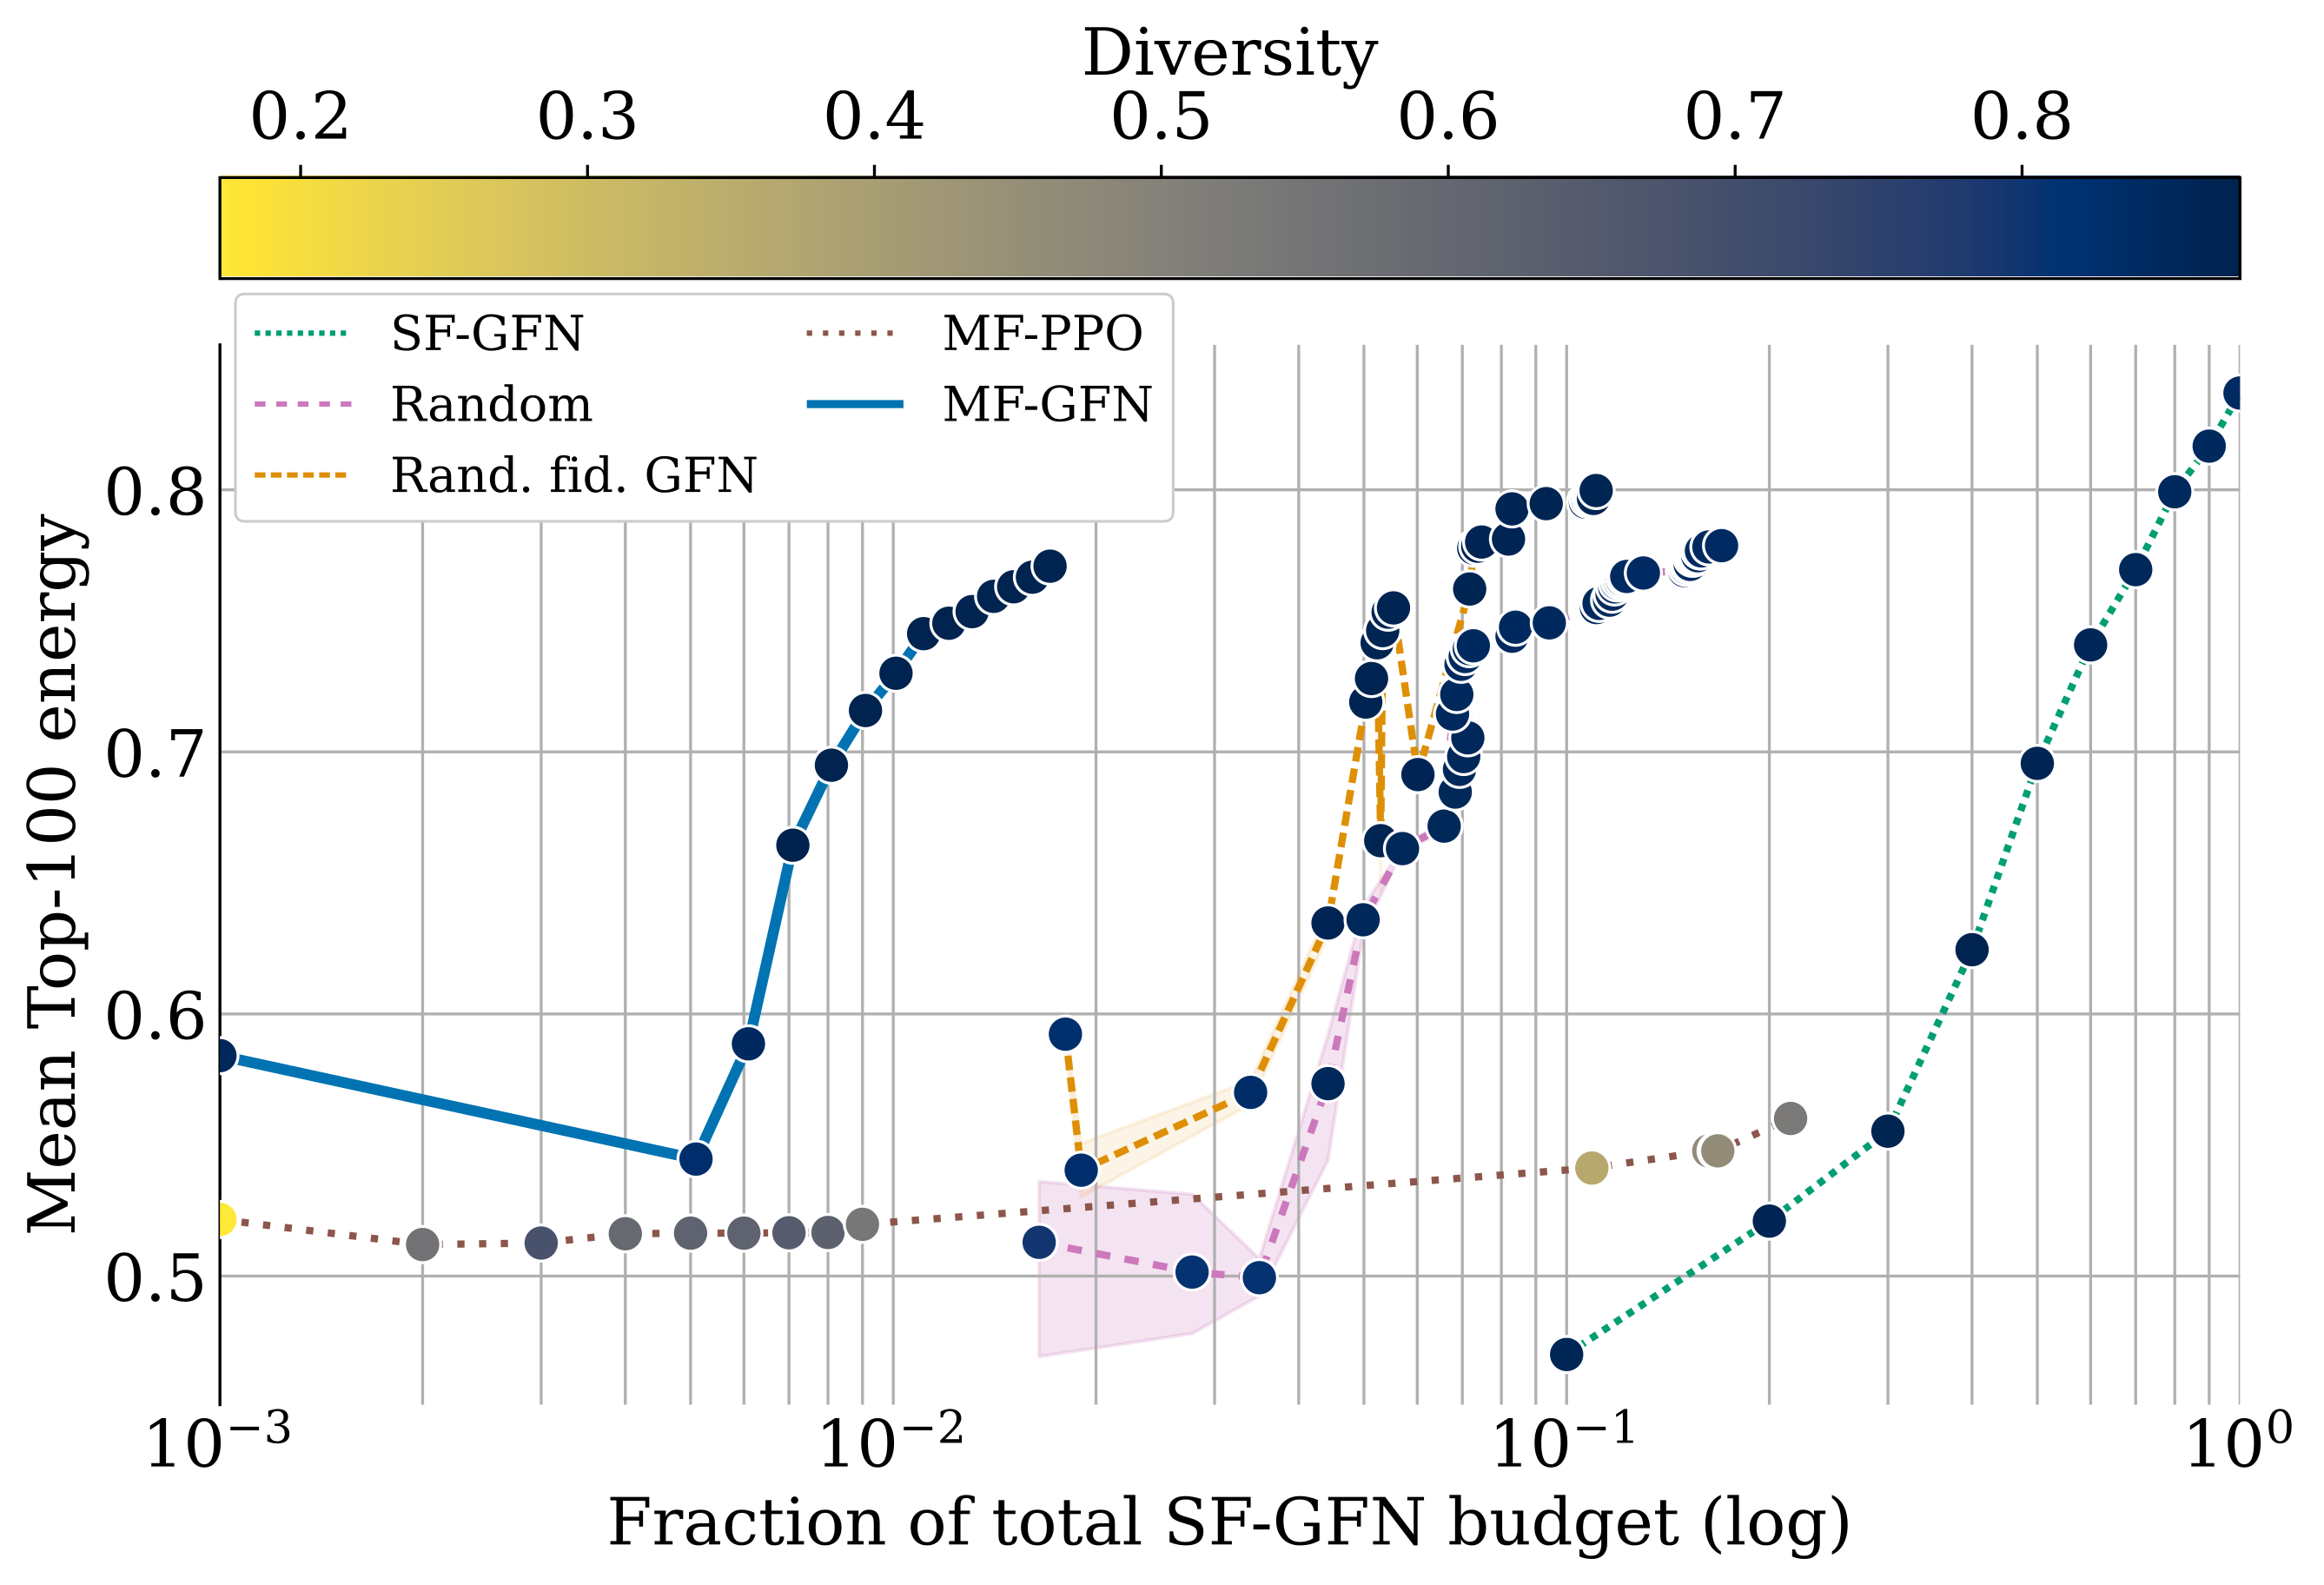 Diversity
0.2 0.3 0.4 0.5 0.6 0.7 0.8
SF-GFN
Random
Rand. fid. GFN
MF-PPO
MF-GFN
Mean Top-100 energy
0.8
0.7
0.6
0.5
10⁻³ 10⁻² 10⁻¹ 10⁰
Fraction of total SF-GFN budget (log)